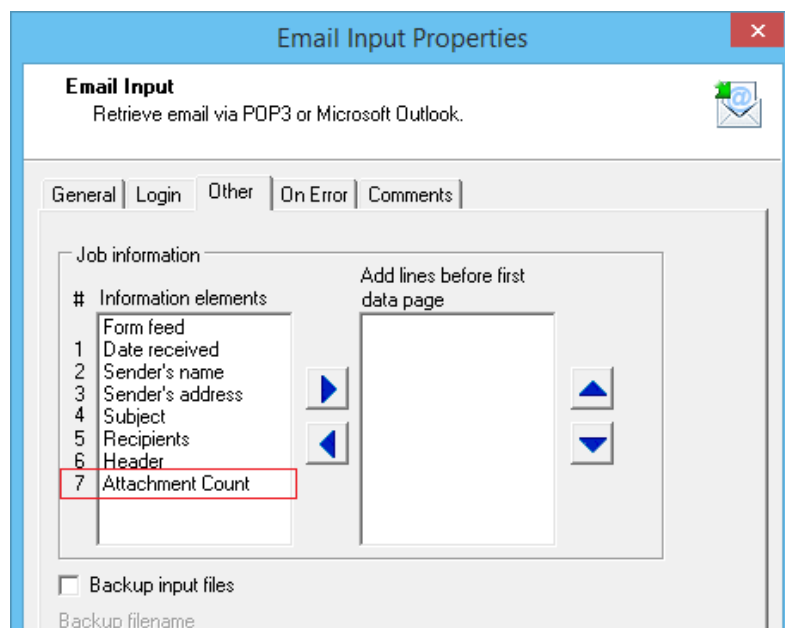 Email Input Properties
Email Input
Retrieve email via POP3 or Microsoft Outlook.
General Login Other On Error Comments
Job information
# Information elements
Add lines before first
data page
Form feed
1 Date received
2 Sender's name
3 Sender's address
4 Subject
5 Recipients
6 Header
7 Attachment Count
Backup input files
Backup filename